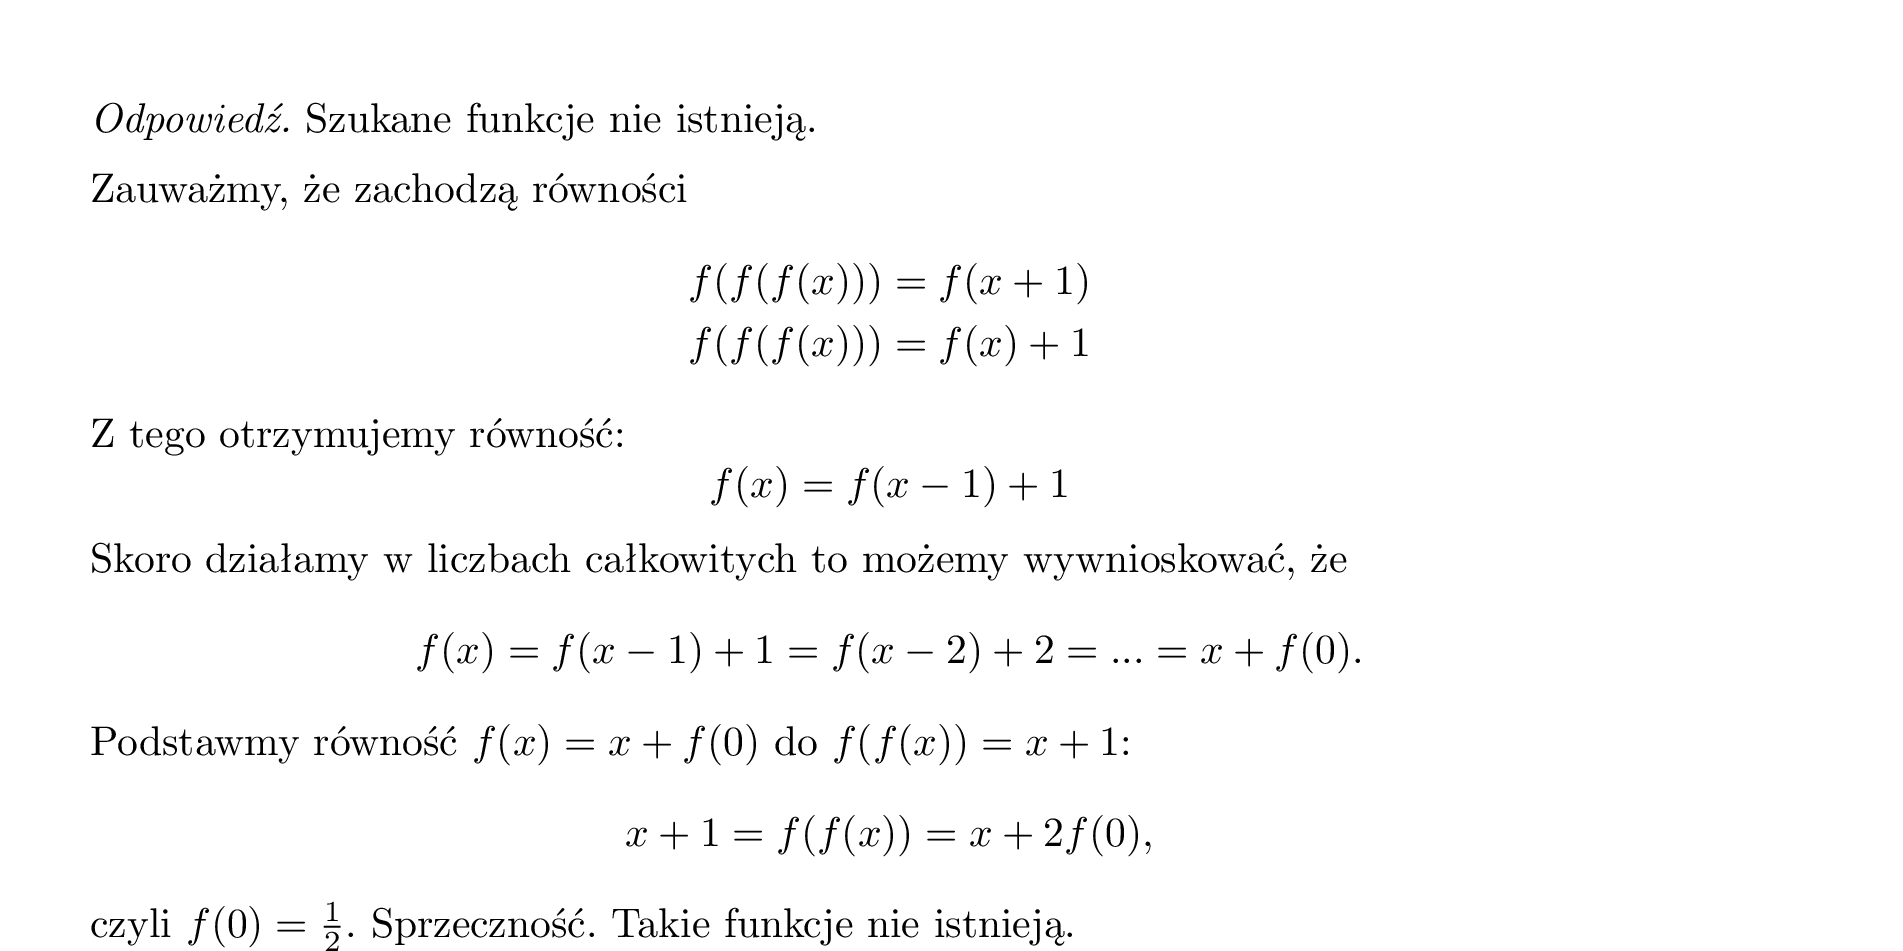 Odpowiedź. Szukane funkcje nie istnieją.
Zauważmy, że zachodzą równości
f(f(f(x))) = f(x + 1)
f(f(f(x))) = f(x) + 1
Z tego otrzymujemy równość:
f(x) = f(x − 1) + 1
Skoro działamy w liczbach całkowitych to możemy wywnioskować, że
f(x) = f(x − 1) + 1 = f(x − 2) + 2 = ... = x + f(0).
Podstawmy równość f(x) = x + f(0) do f(f(x)) = x + 1:
x + 1 = f(f(x)) = x + 2f(0),
czyli f(0) = 1/2. Sprzeczność. Takie funkcje nie istnieją.